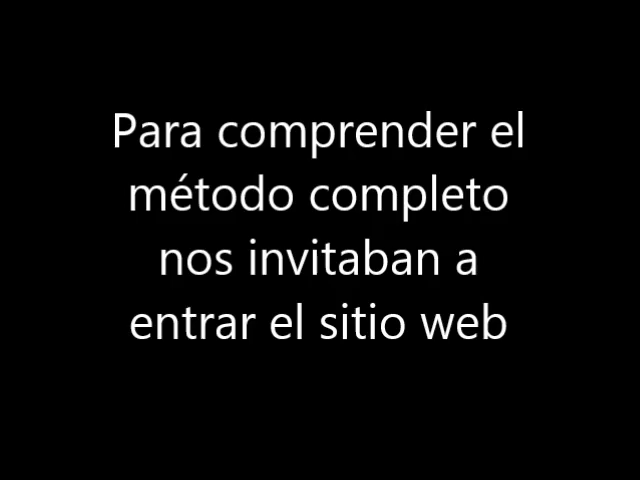 Para comprender el
método completo
nos invitaban a
entrar el sitio web